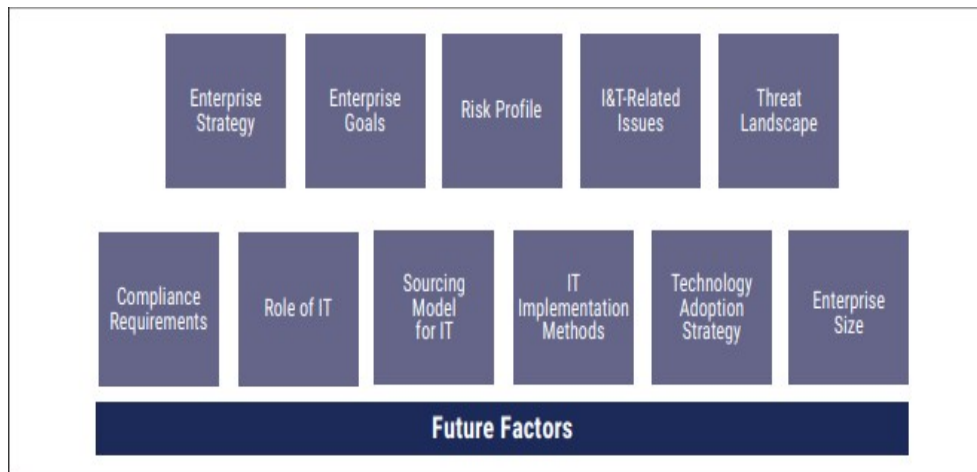 Enterprise
Strategy
Enterprise
Goals
Risk Profile
I&T-Related
Issues
Threat
Landscape
Compliance
Requirements
Role of IT
Sourcing
Model
for IT
IT
Implementation
Methods
Technology
Adoption
Strategy
Enterprise
Size
Future Factors